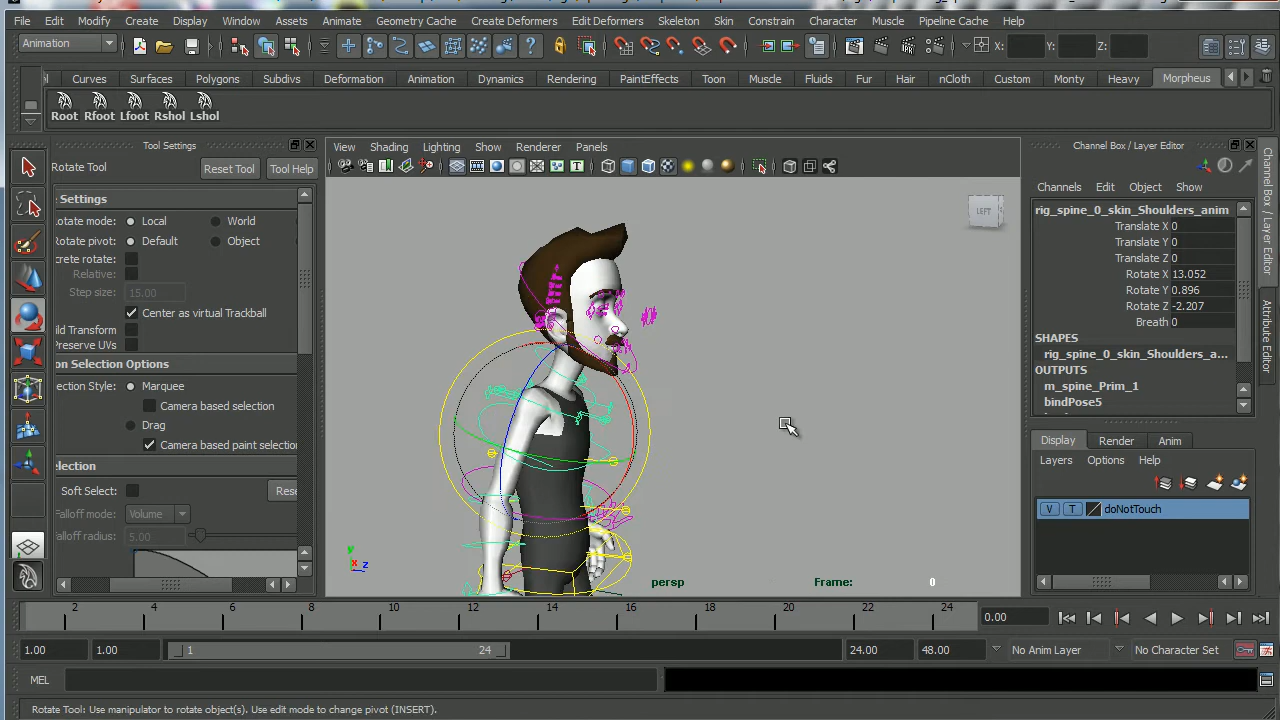 File Edit Modify Create Display Window Assets Animate Geometry Cache Create Deformers Edit Deformers Skeleton Skin Constrain Character Muscle Pipeline Cache Help
Animation X: Y: Z:
Curves Surfaces Polygons Subdivs Deformation Animation Dynamics Rendering PaintEffects Toon Muscle Fluids Fur Hair nCloth Custom Monty Heavy Morpheus
Root Rfoot Lfoot Rshol Lshol
Tool Settings
Rotate Tool Reset Tool Tool Help
Settings
otate mode: Local World
otate pivot: Default Object
crete rotate:
Relative:
Step size: 15.00
Center as virtual Trackball
ild Transform
Preserve UVs
on Selection Options
ection Style: Marquee
Camera based selection
Drag
Camera based paint selection
election
Soft Select: Rese
Falloff mode: Volume
Falloff radius: 5.00
View Shading Lighting Show Renderer Panels
LEFT
y
x
z
persp
Frame: 0
Channel Box / Layer Editor
Channels Edit Object Show
rig_spine_0_skin_Shoulders_anim
Translate X 0
Translate Y 0
Translate Z 0
Rotate X 13.052
Rotate Y 0.896
Rotate Z -2.207
Breath 0
SHAPES
rig_spine_0_skin_Shoulders_a...
OUTPUTS
m_spine_Prim_1
bindPose5
Display Render Anim
Layers Options Help
V T doNotTouch
Channel Box / Layer Editor
Attribute Editor
2 4 6 8 10 12 14 16 18 20 22 24
0.00
1.00 1.00 1 24 24.00 48.00 No Anim Layer No Character Set
MEL
Rotate Tool: Use manipulator to rotate object(s). Use edit mode to change pivot (INSERT).